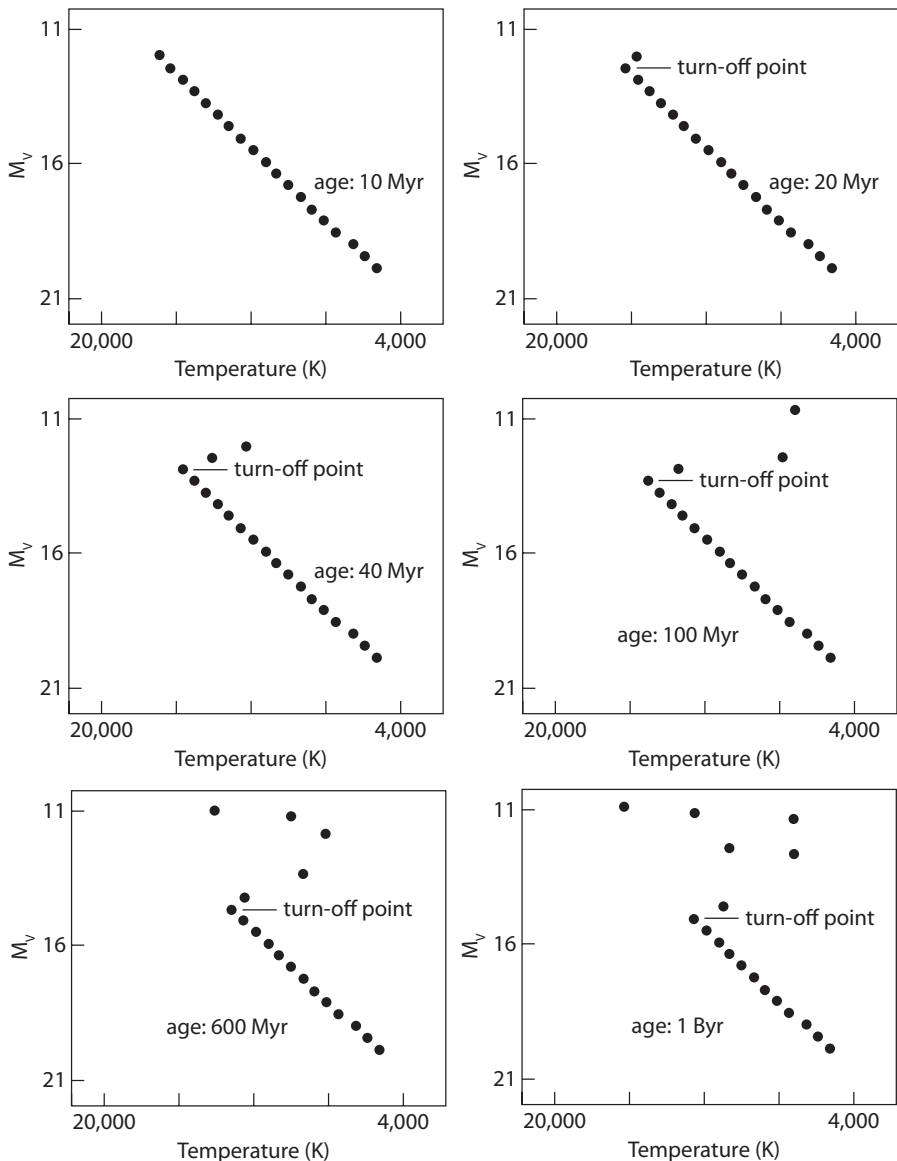 11
16
21
M_V
age: 10 Myr
20,000
4,000
Temperature (K)
11
turn-off point
16
21
M_V
age: 20 Myr
20,000
4,000
Temperature (K)
11
turn-off point
16
21
M_V
age: 40 Myr
20,000
4,000
Temperature (K)
11
turn-off point
16
21
M_V
age: 100 Myr
20,000
4,000
Temperature (K)
11
turn-off point
16
21
M_V
age: 600 Myr
20,000
4,000
Temperature (K)
11
turn-off point
16
21
M_V
age: 1 Byr
20,000
4,000
Temperature (K)